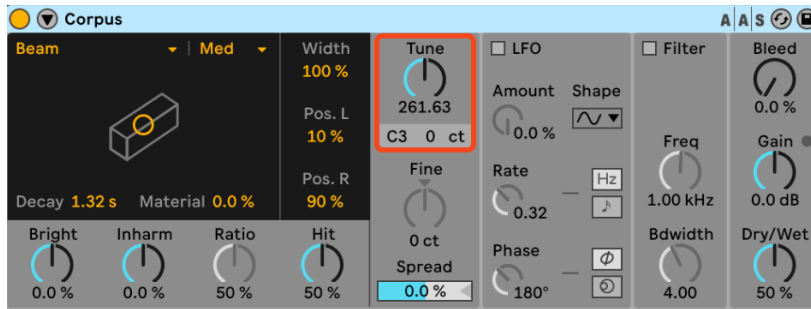 Corpus
A A S
Beam
Med
Decay 1.32 s
Material 0.0 %
Width
100 %
Pos. L
10 %
Pos. R
90 %
Bright
0.0 %
Inharm
0.0 %
Ratio
50 %
Hit
50 %
Tune
261.63
C3 0 ct
Fine
0 ct
Spread
0.0 %
LFO
Amount
0.0 %
Shape
Rate
0.32
Hz
Phase
180°
Filter
Freq
1.00 kHz
Bdwidth
4.00
Bleed
0.0 %
Gain
0.0 dB
Dry/Wet
50 %